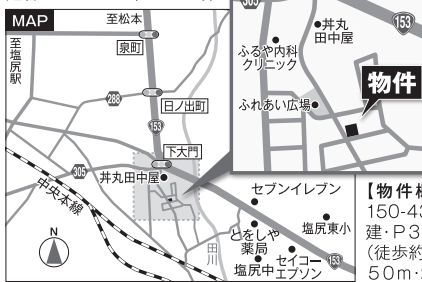 MAP
至松本
至塩尻駅
泉町
288
日ノ出町
153
下大門
305
丼丸田中屋
中央本線
N
田川
セブンイレブン
とをしや
薬局
塩尻東小
塩尻中
セイコー
エプソン
153
305
153
丼丸
田中屋
ふるや内科
クリニック
ふれあい広場
物件
【物件
150-43
建・P3
(徒歩約
50m・